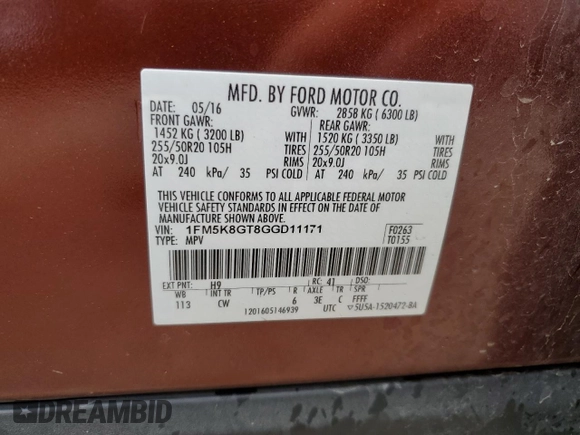 MFD. BY FORD MOTOR CO.
DATE: 05/16 GVWR: 2858 KG ( 6300 LB)
FRONT GAWR: REAR GAWR:
1452 KG ( 3200 LB) WITH 1520 KG ( 3350 LB) WITH
255/50R20 105H TIRES 255/50R20 105H TIRES
20x9.0J RIMS 20x9.0J RIMS
AT 240 kPa/ 35 PSI COLD AT 240 kPa/ 35 PSI COLD
THIS VEHICLE CONFORMS TO ALL APPLICABLE FEDERAL MOTOR
VEHICLE SAFETY STANDARDS IN EFFECT ON THE DATE OF
MANUFACTURE SHOWN ABOVE.
VIN: 1FM5K8GT8GGD11171 F0263
TYPE: MPV T0155
EXT PNT: H9 RC: 41 DSO:
WB INT TR TP/PS R AXLE TR SPR
113 CW 6 3E C FFFF
1201605146939 UTC ▽5USA-1520472-BA
DREAMBID